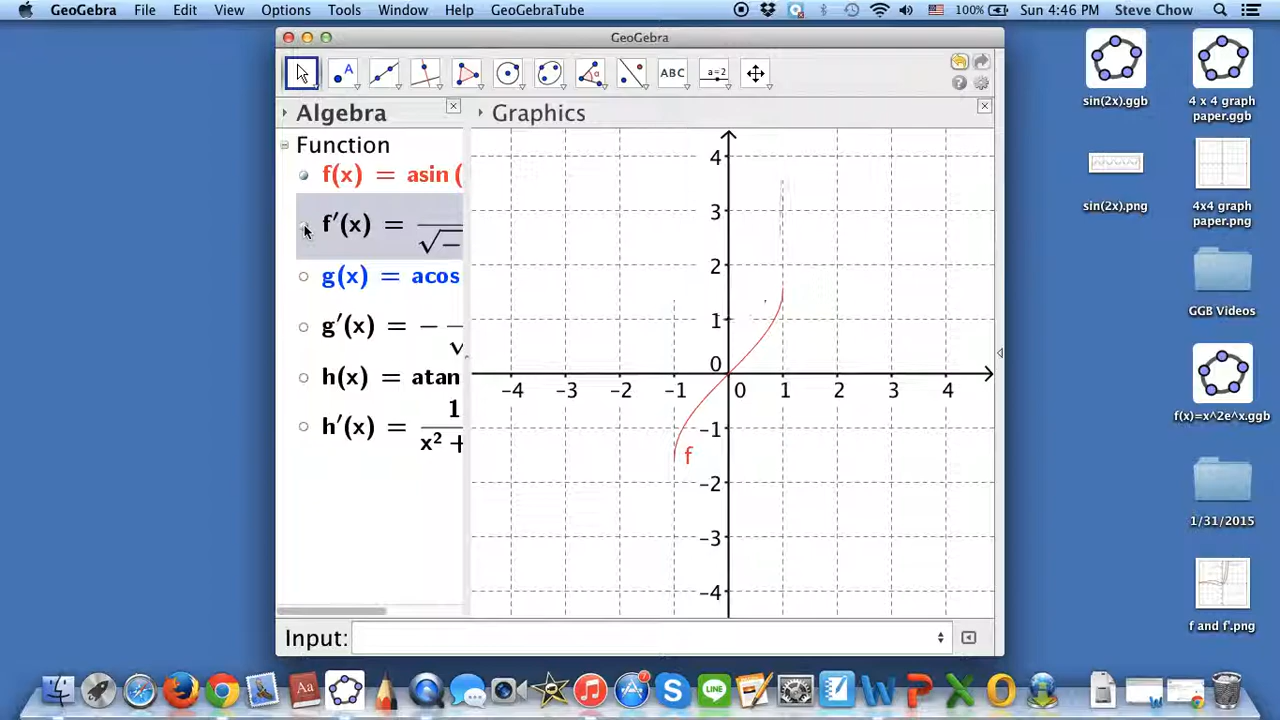 GeoGebra File Edit View Options Tools Window Help GeoGebraTube 100% Sun 4:46 PM Steve Chow
GeoGebra
A ABC a=2
Algebra
Graphics
Function
f(x) = asin (
f′(x) = √−
g(x) = acos
g′(x) = − √
h(x) = atan
h′(x) = 1 x² +
4
3
2
1
0
-4 -3 -2 -1 0 1 2 3 4
-1
f
-2
-3
-4
Input:
sin(2x).ggb
4 x 4 graph
paper.ggb
sin(2x).png
4x4 graph
paper.png
GGB Videos
f(x)=x^2e^x.ggb
1/31/2015
f and f'.png